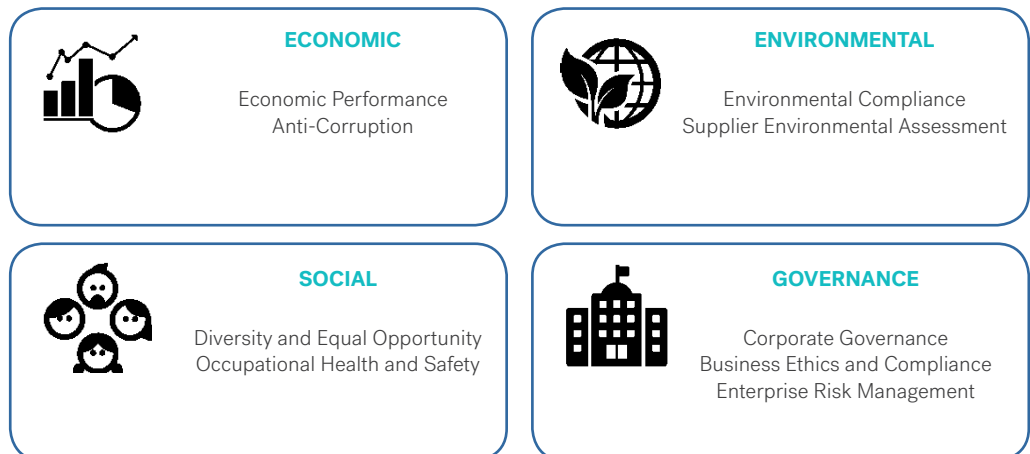 ECONOMIC
Economic Performance
Anti-Corruption
ENVIRONMENTAL
Environmental Compliance
Supplier Environmental Assessment
SOCIAL
Diversity and Equal Opportunity
Occupational Health and Safety
GOVERNANCE
Corporate Governance
Business Ethics and Compliance
Enterprise Risk Management